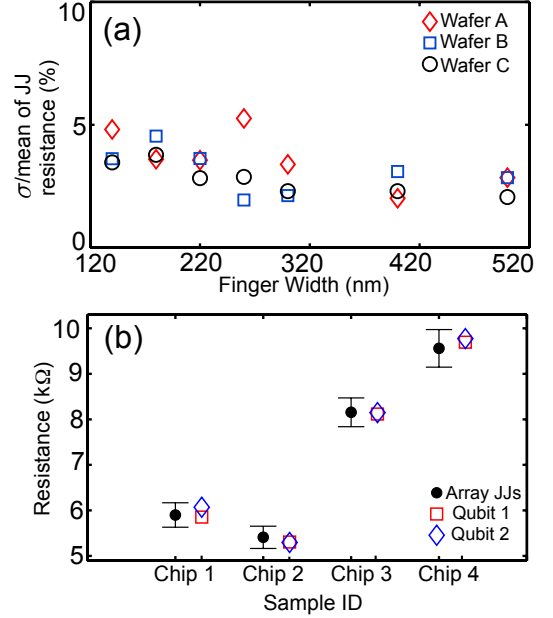 (a)
Wafer A
Wafer B
Wafer C
σ/mean of JJ
resistance (%)
10
5
0
120 220 320 420 520
Finger Width (nm)
(b)
Resistance (kΩ)
10
9
8
7
6
5
Array JJs
Qubit 1
Qubit 2
Chip 1 Chip 2 Chip 3 Chip 4
Sample ID